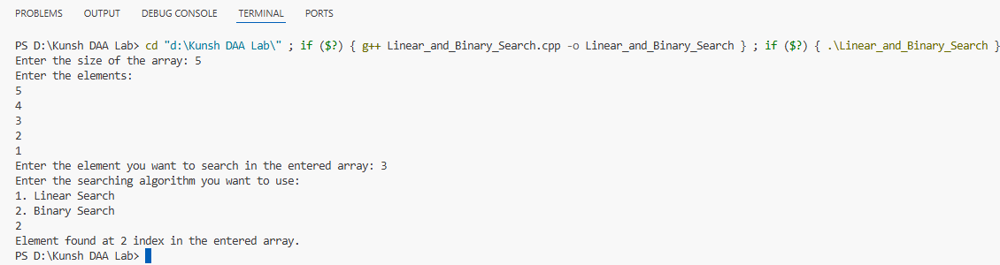 PROBLEMS OUTPUT DEBUG CONSOLE TERMINAL PORTS
PS D:\Kunsh DAA Lab> cd "d:\Kunsh DAA Lab\" ; if ($?) { g++ Linear_and_Binary_Search.cpp -o Linear_and_Binary_Search } ; if ($?) { .\Linear_and_Binary_Search }
Enter the size of the array: 5
Enter the elements:
5
4
3
2
1
Enter the element you want to search in the entered array: 3
Enter the searching algorithm you want to use:
1. Linear Search
2. Binary Search
2
Element found at 2 index in the entered array.
PS D:\Kunsh DAA Lab>